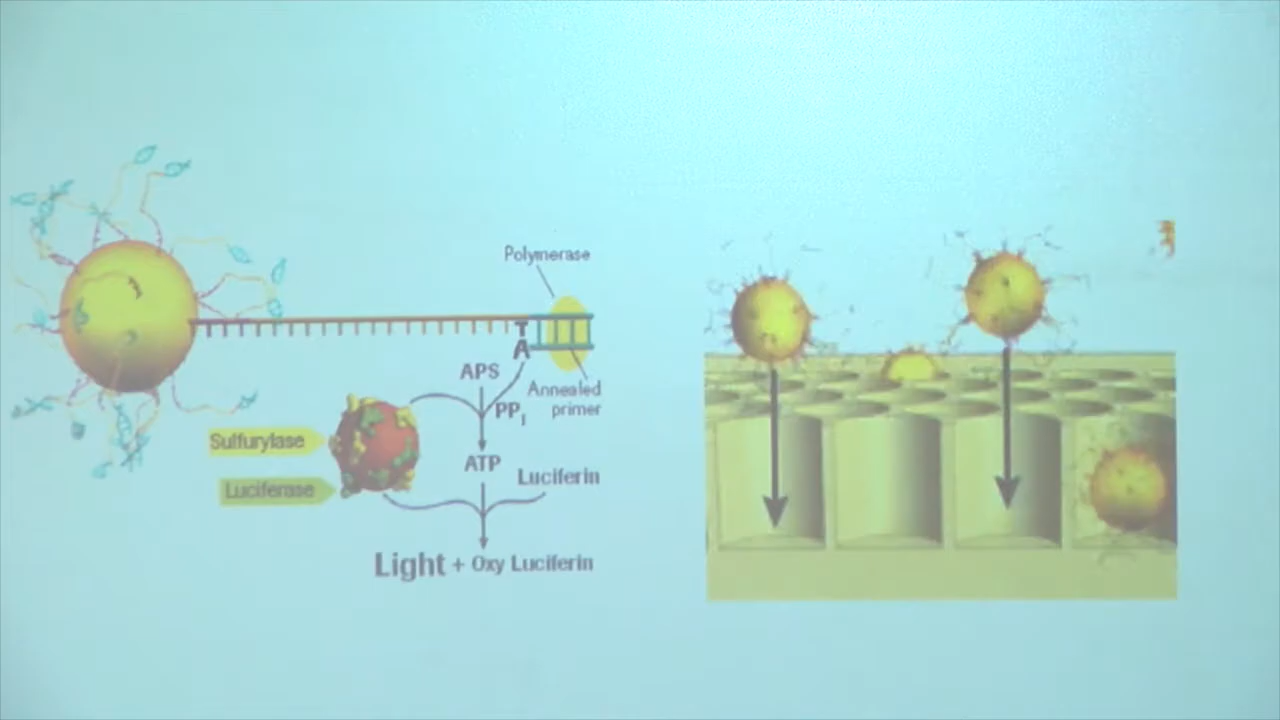 Polymerase
T
A
APS
Annealed
primer
PPi
Sulfurylase
ATP
Luciferin
Luciferase
Light + Oxy Luciferin